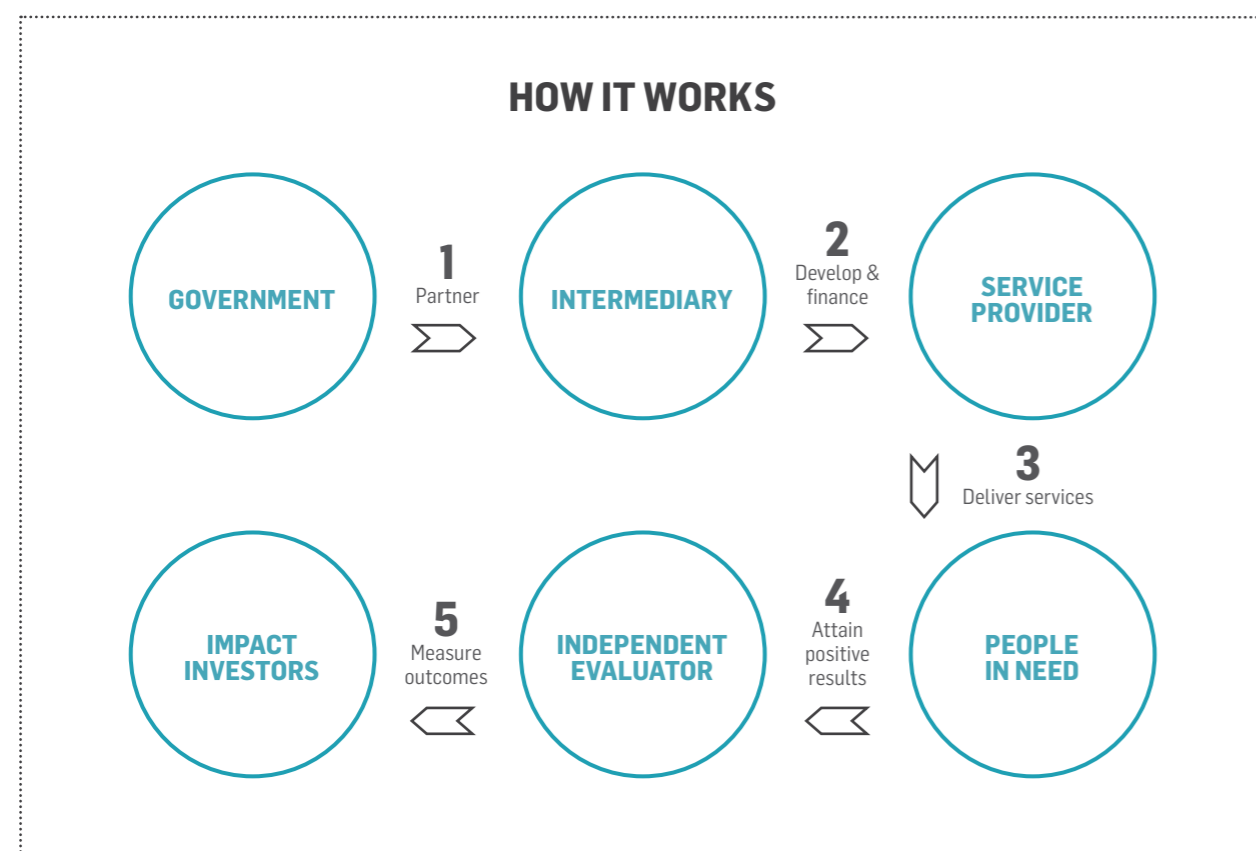 HOW IT WORKS
GOVERNMENT
1
Partner
INTERMEDIARY
2
Develop &
finance
SERVICE
PROVIDER
3
Deliver services
IMPACT
INVESTORS
5
Measure
outcomes
INDEPENDENT
EVALUATOR
4
Attain
positive
results
PEOPLE
IN NEED